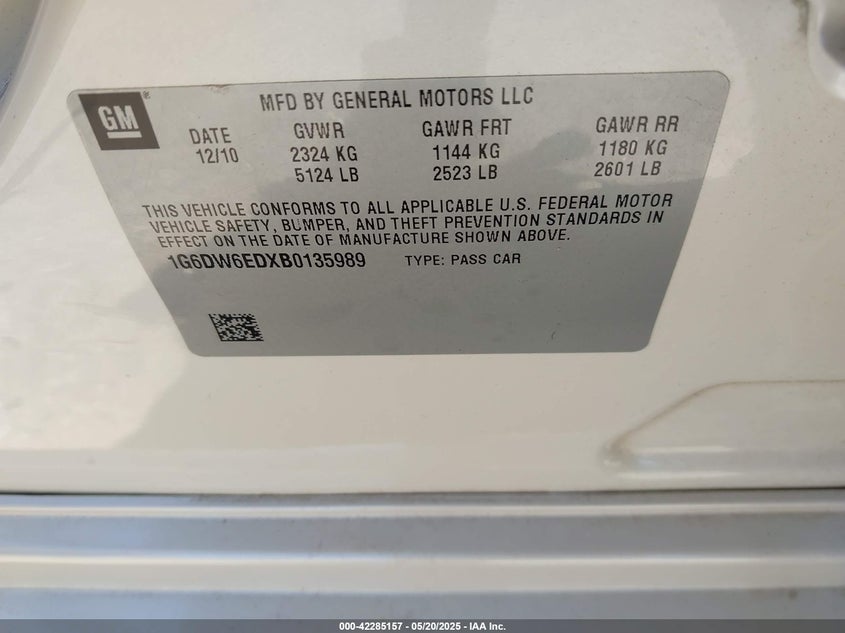 GM®
MFD BY GENERAL MOTORS LLC
DATE GVWR GAWR FRT GAWR RR
12/10 2324 KG 1144 KG 1180 KG
5124 LB 2523 LB 2601 LB
THIS VEHICLE CONFORMS TO ALL APPLICABLE U.S. FEDERAL MOTOR
VEHICLE SAFETY, BUMPER, AND THEFT PREVENTION STANDARDS IN
EFFECT ON THE DATE OF MANUFACTURE SHOWN ABOVE.
1G6DW6EDXB0135989 TYPE: PASS CAR
000-42285157 - 05/20/2025 - IAA Inc.